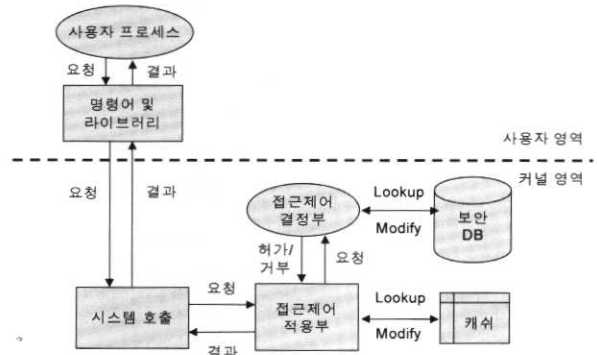 사용자 프로세스
요청
결과
명령어 및
라이브러리
사용자 영역
커널 영역
요청
결과
접근제어
결정부
Lookup
Modify
보안
DB
허가/
거부
요청
시스템 호출
요청
결과
접근제어
적용부
Lookup
Modify
캐쉬